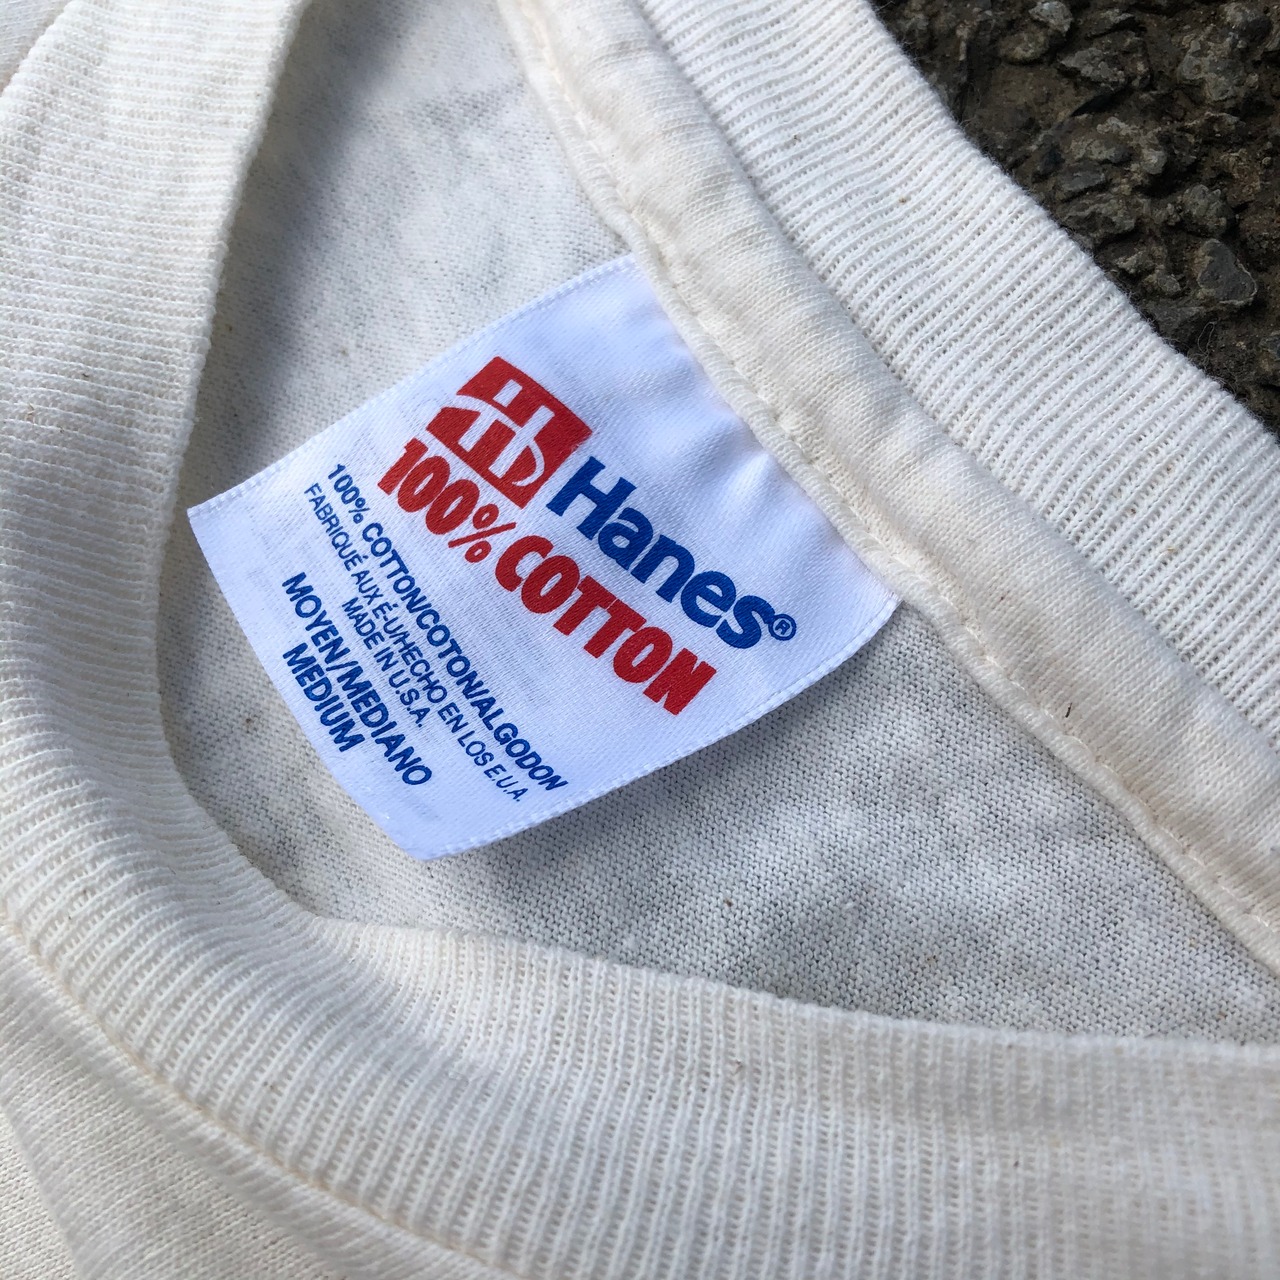 Hanes®
100% COTTON
100% COTTON/COTON/ALGODON
FABRIQUÉ AUX É-U/HECHO EN LOS E.U.A.
MADE IN U.S.A.
MOYEN/MEDIANO
MEDIUM